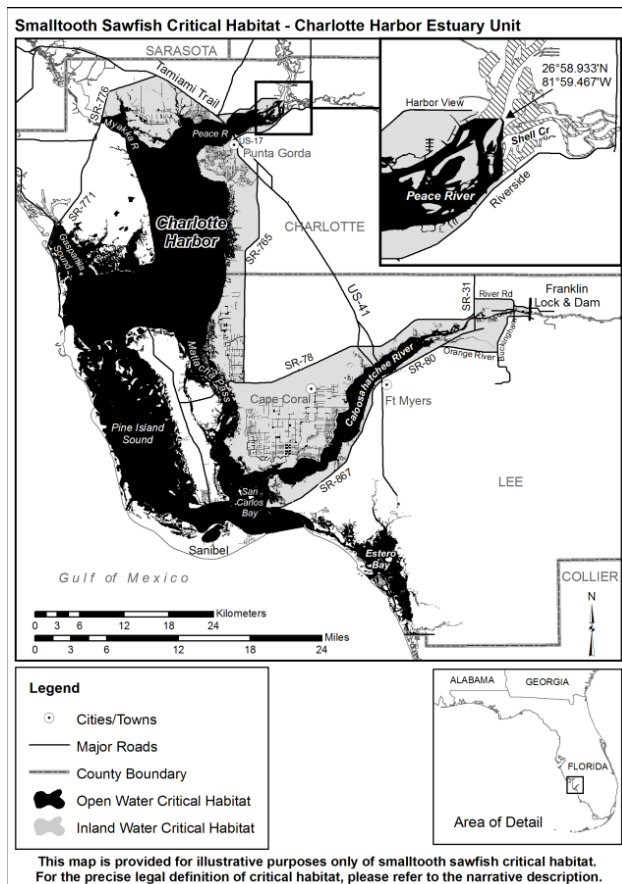 Smalltooth Sawfish Critical Habitat - Charlotte Harbor Estuary Unit
SARASOTA
Tamiami Trail
SR-776
Myakka R
Peace R
US-17
Punta Gorda
26°58.933'N
81°59.467'W
Harbor View
Shell Cr
Peace River
Riverside
SR-771
Gasparilla
Sound
Charlotte
Harbor
CHARLOTTE
SR-765
US-41
SR-31
River Rd
Franklin
Lock & Dam
Buckingham
Orange River
SR-80
SR-78
Matlacha Pass
Cape Coral
Caloosahatchee River
Ft Myers
Pine Island
Sound
SR-867
San
Carlos
Bay
LEE
Sanibel
Estero
Bay
Gulf of Mexico
COLLIER
N
Kilometers
0 3 6 12 18 24
Miles
0 3 6 12 18 24
Legend
Cities/Towns
Major Roads
County Boundary
Open Water Critical Habitat
Inland Water Critical Habitat
ALABAMA
GEORGIA
FLORIDA
Area of Detail
This map is provided for illustrative purposes only of smalltooth sawfish critical habitat.
For the precise legal definition of critical habitat, please refer to the narrative description.